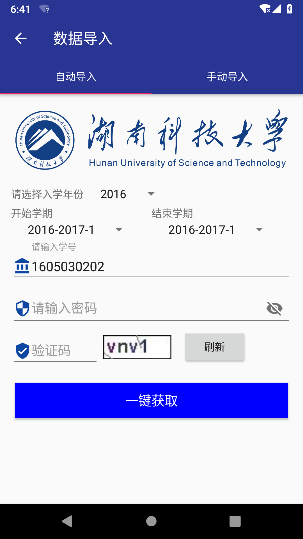 6:41
数据导入
自动导入
手动导入
湖南科技大学
Hunan University of Science and Technology
请选择入学年份 2016
开始学期 结束学期
2016-2017-1 2016-2017-1
请输入学号
1605030202
请输入密码
验证码 vnv1 刷新
一键获取